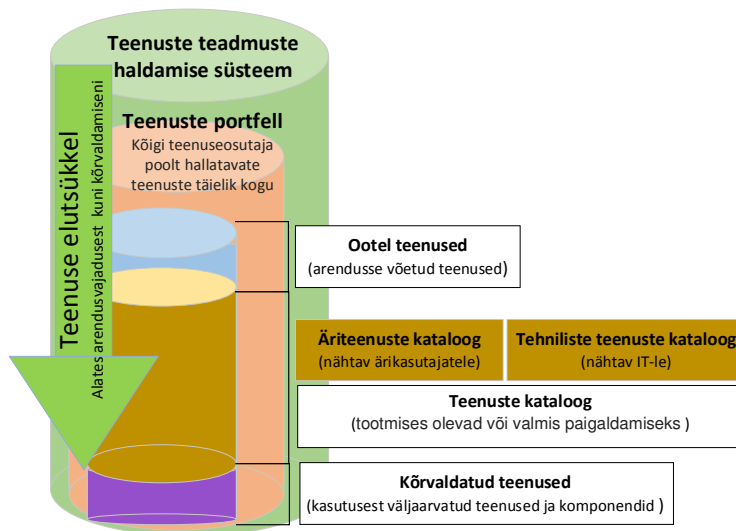 Teenuste teadmuste
haldamise süsteem
Teenuste portfell
Kõigi teenuseosutaja
poolt hallatavate
teenuste täielik kogu
Teenuse elutsükkel
Alates arendusvajadusest kuni kõrvaldamiseni
Ootel teenused
(arendusse võetud teenused)
Äriteenuste kataloog
(nähtav ärikasutajatele)
Tehniliste teenuste kataloog
(nähtav IT-le)
Teenuste kataloog
(tootmises olevad või valmis paigaldamiseks )
Kõrvaldatud teenused
(kasutusest väljaarvatud teenused ja komponendid )